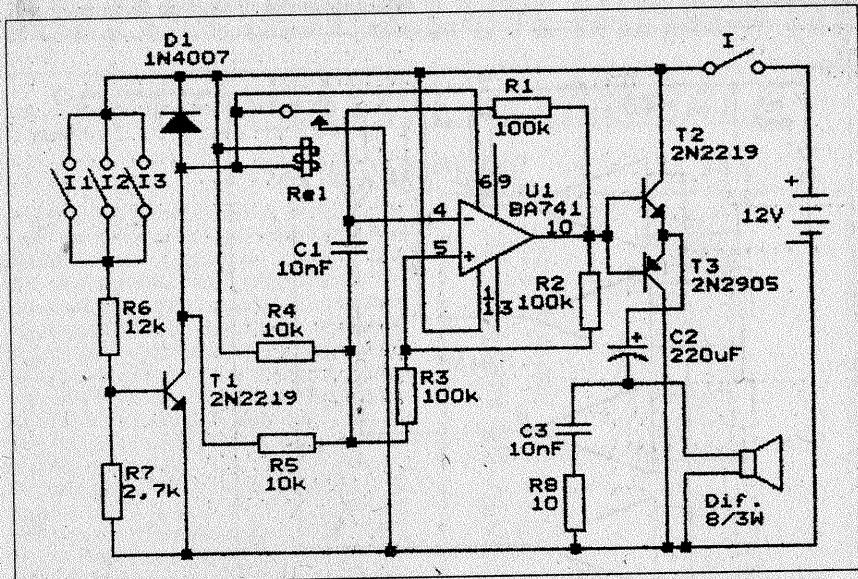 D1
1N4007
I
R1
100k
T2
2N2219
I1 I2 I3
Rel
6 9
U1
BA741
4
10
12V
+
-
5
+
C1
10nF
R2
100k
T3
2N2905
1
13
R6
12k
R4
10k
+
C2
220uF
T1
2N2219
R3
100k
C3
10nF
R5
10k
R7
2,7k
R8
10
Dif.
8/3W